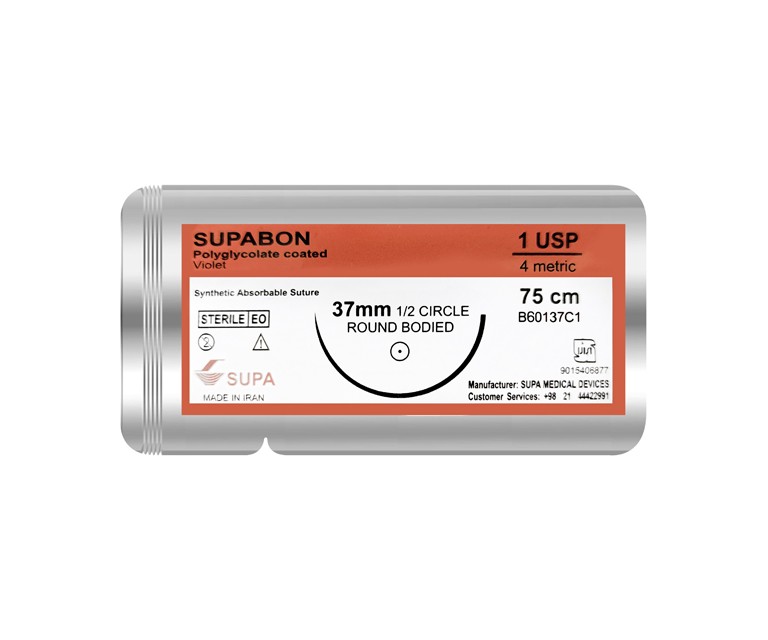 SUPABON
Polyglycolate coated
Violet
1 USP
4 metric
Synthetic Absorbable Suture
STERILE EO
2
37mm 1/2 CIRCLE
ROUND BODIED
75 cm
B60137C1
SUPA
MADE IN IRAN
9015406877
Manufacturer: SUPA MEDICAL DEVICES
Customer Services: +98 21 44422991